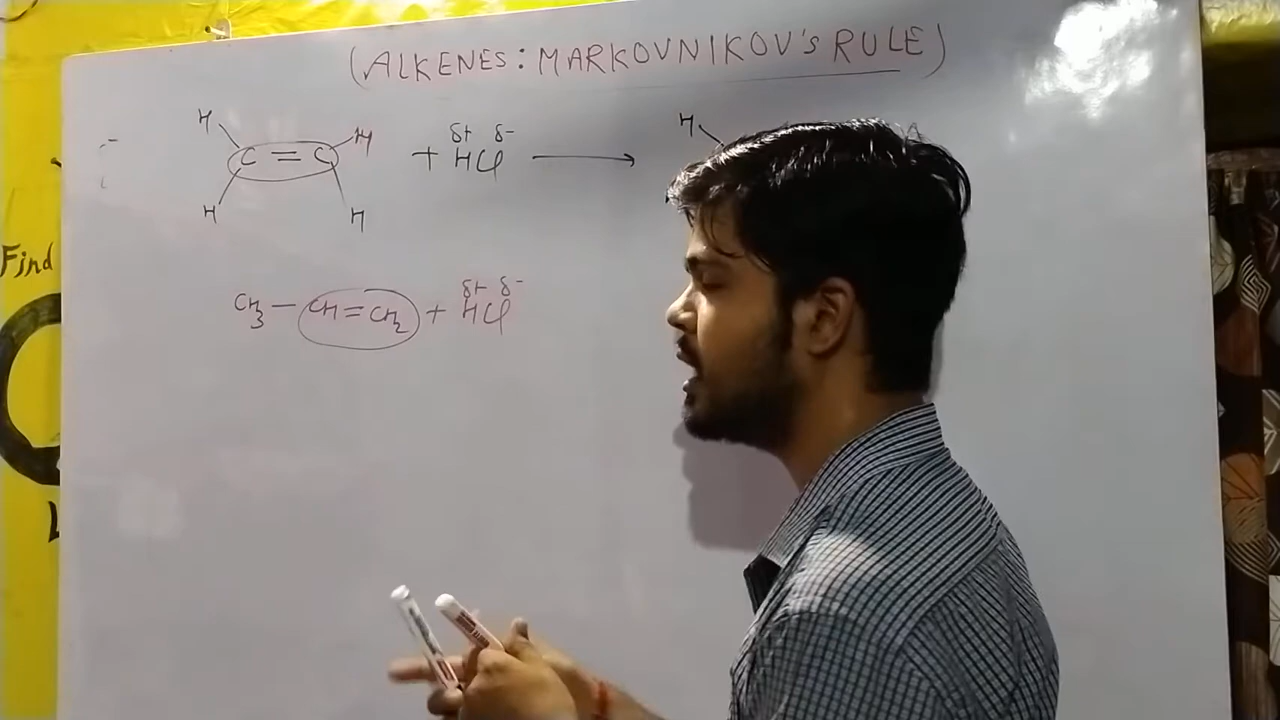 (ALKENES: MARKOVNIKOV'S RULE)
H H H
C = C + δ+ δ- HCl →
H H
CH3 — CH = CH2 + δ+ δ- HCl
Find